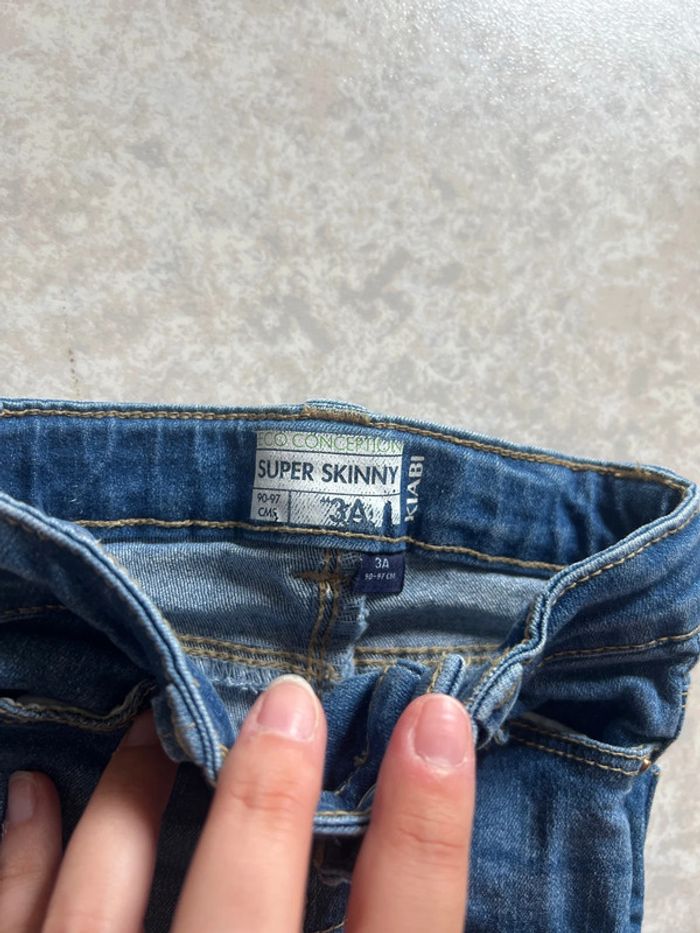 ECO CONCEPTION
SUPER SKINNY
90-97
CMS
3A
KIABI
3A
90-97 CM